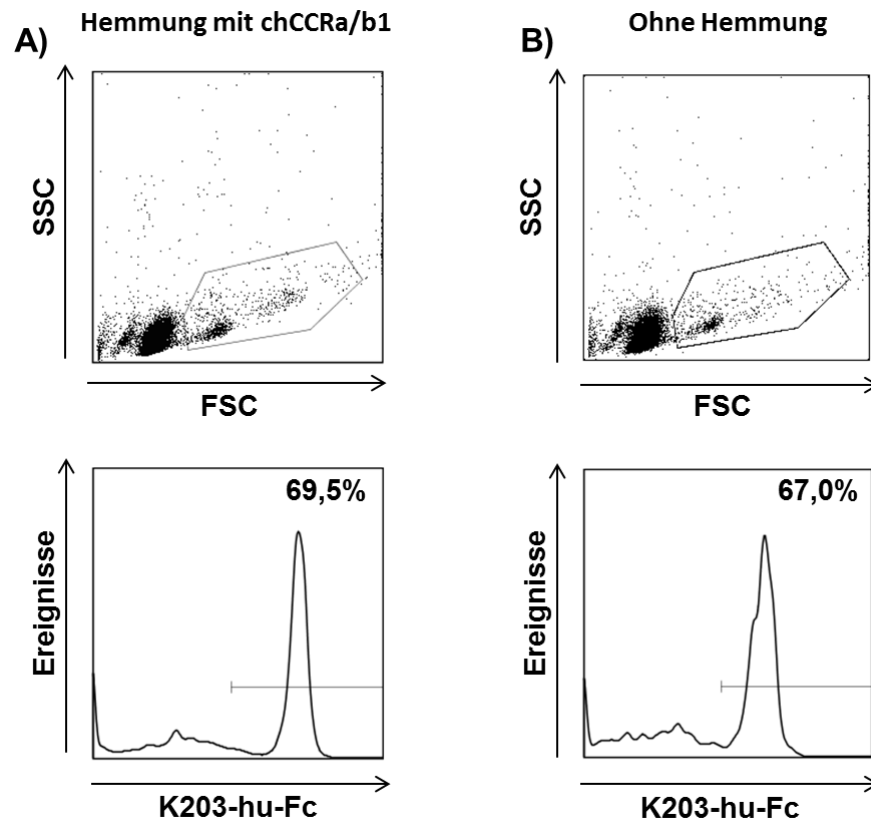 Hemmung mit chCCRa/b1
A)
SSC
FSC
Ohne Hemmung
B)
SSC
FSC
69,5%
Ereignisse
K203-hu-Fc
67,0%
Ereignisse
K203-hu-Fc